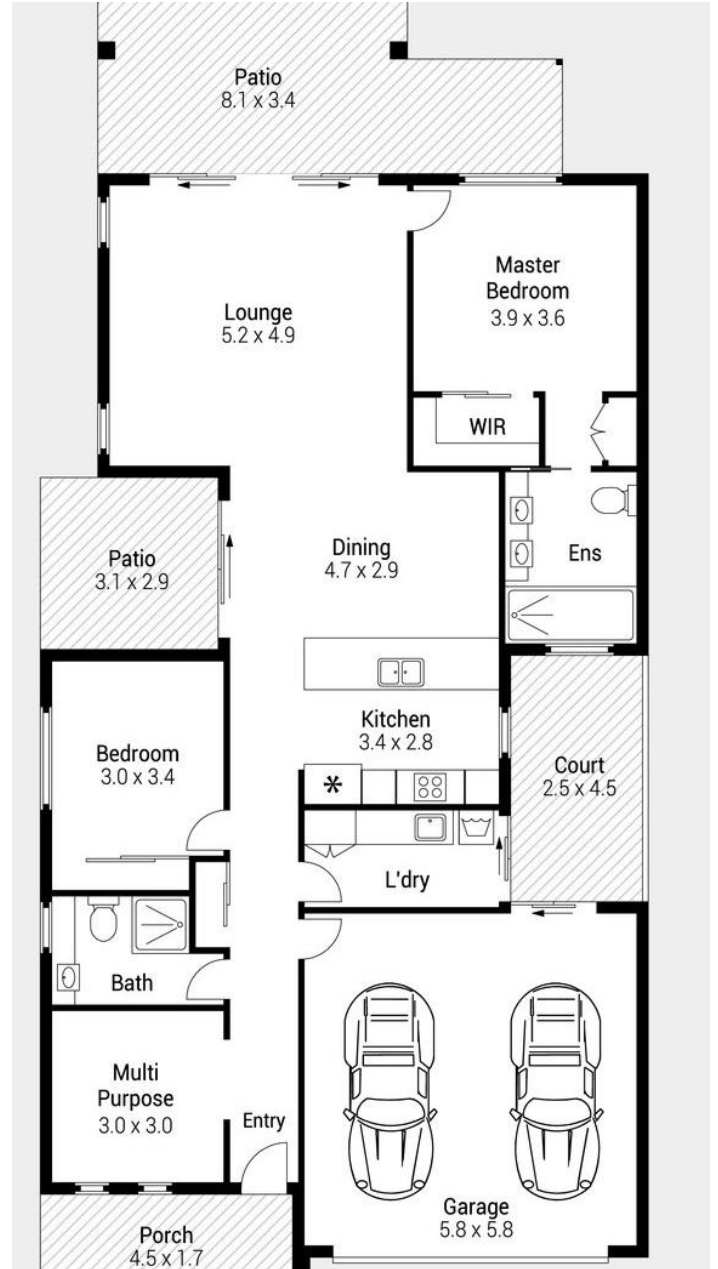 Patio
8.1 x 3.4
Lounge
5.2 x 4.9
Master
Bedroom
3.9 x 3.6
WIR
Patio
3.1 x 2.9
Dining
4.7 x 2.9
Ens
Kitchen
3.4 x 2.8
Bedroom
3.0 x 3.4
*
Court
2.5 x 4.5
L'dry
Bath
Multi
Purpose
3.0 x 3.0
Entry
Garage
5.8 x 5.8
Porch
4.5 x 1.7